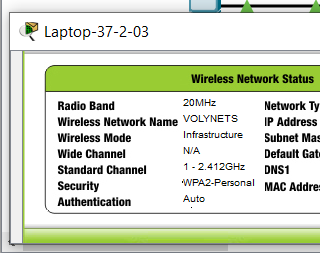 Laptop-37-2-03
Wireless Network Status
Radio Band 20MHz Network Ty
Wireless Network Name VOLYNETS IP Address
Wireless Mode Infrastructure Subnet Mas
Wide Channel N/A Default Gat
Standard Channel 1 - 2.412GHz DNS1
Security WPA2-Personal MAC Addres
Authentication Auto